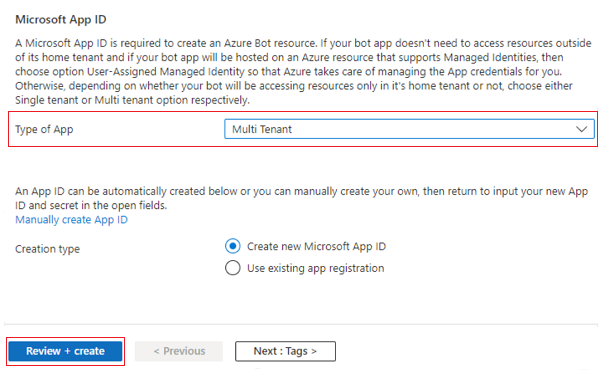 Microsoft App ID
A Microsoft App ID is required to create an Azure Bot resource. If your bot app doesn't need to access resources outside
of its home tenant and if your bot app will be hosted on an Azure resource that supports Managed Identities, then
choose option User-Assigned Managed Identity so that Azure takes care of managing the App credentials for you.
Otherwise, depending on whether your bot will be accessing resources only in it's home tenant or not, choose either
Single tenant or Multi tenant option respectively.
Type of App
Multi Tenant
An App ID can be automatically created below or you can manually create your own, then return to input your new App
ID and secret in the open fields.
Manually create App ID
Creation type
Create new Microsoft App ID
Use existing app registration
Review + create
< Previous
Next : Tags >